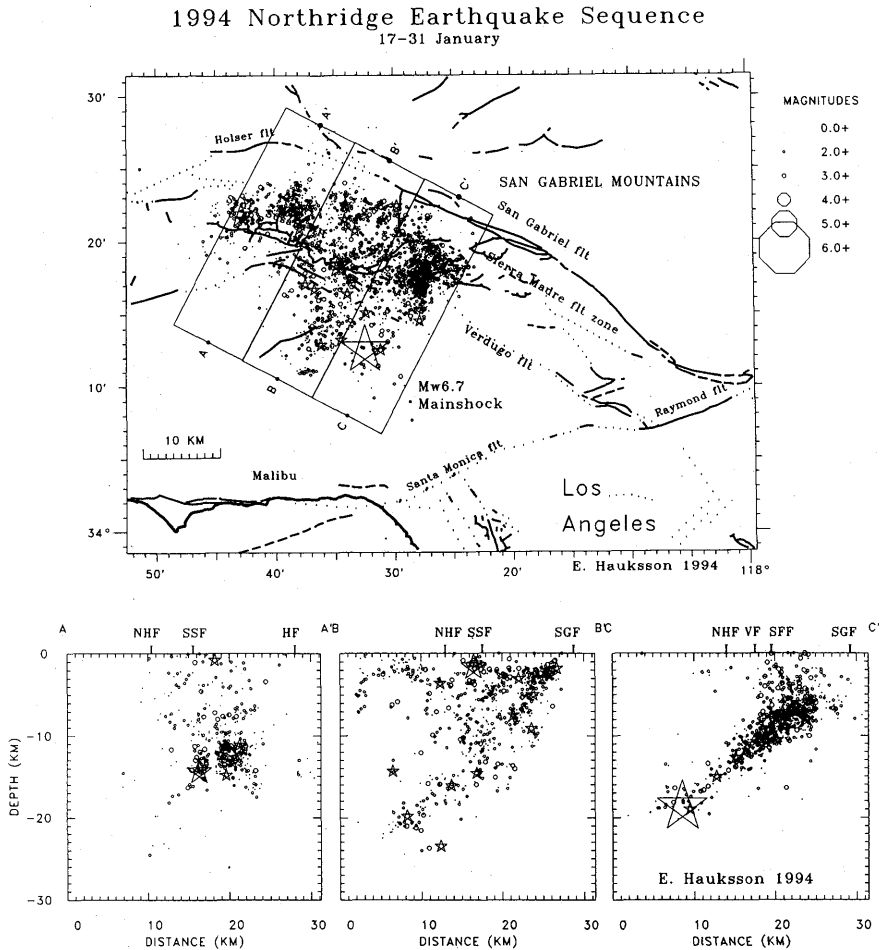 1994 Northridge Earthquake Sequence
17-31 January
30'
20'
10'
34°
50'
40'
30'
20'
118°
Holser flt
A'
B'
C'
A
B
C
SAN GABRIEL MOUNTAINS
San Gabriel flt
Sierra Madre flt zone
Verdugo flt
Raymond flt
Santa Monica flt
8
Mw6.7
Mainshock
10 KM
Malibu
Los
Angeles
E. Hauksson 1994
MAGNITUDES
0.0+
2.0+
3.0+
4.0+
5.0+
6.0+
A NHF SSF HF A'
B NHF SSF SGF B'
C NHF VF SFF SGF C'
DEPTH (KM)
0
-10
-20
-30
0 10 20 30
DISTANCE (KM)
0 10 20 30
DISTANCE (KM)
E. Hauksson 1994
0 10 20 30
DISTANCE (KM)